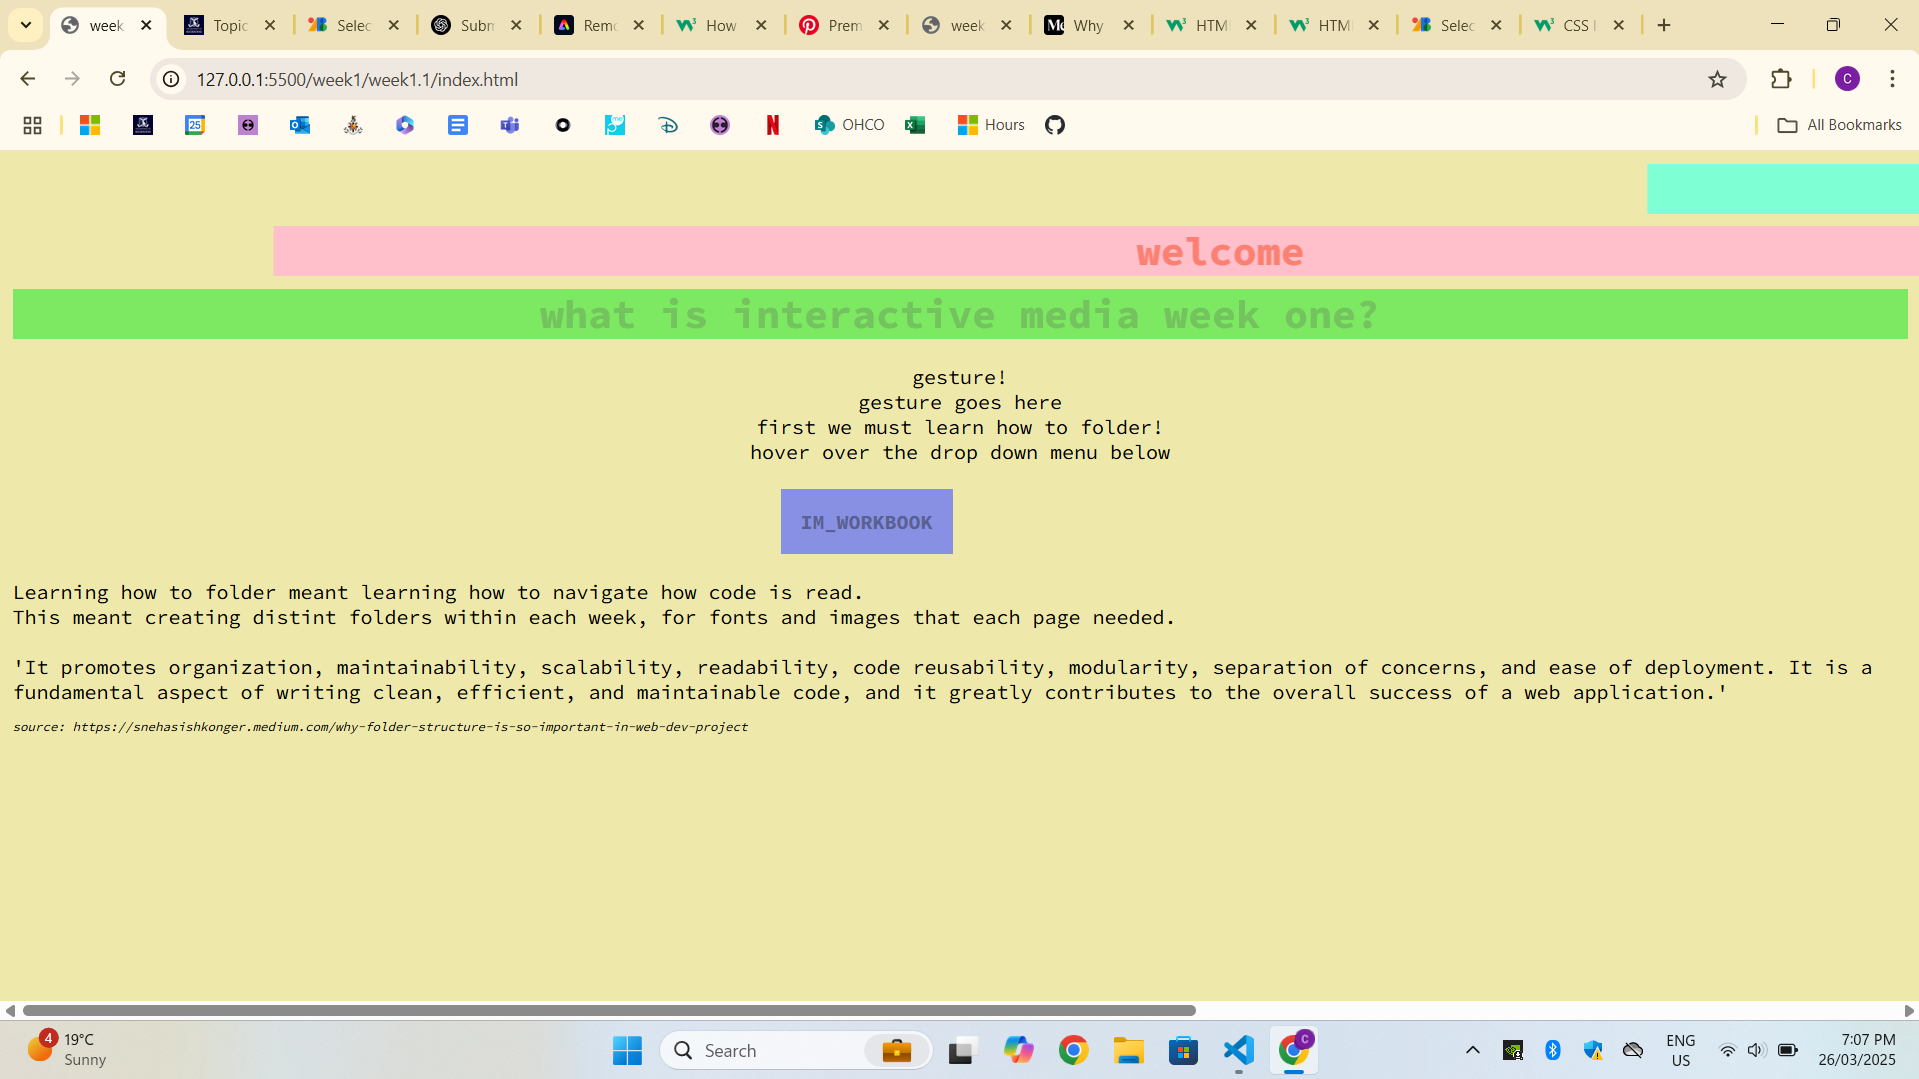 week
Topic
Selec
Subm
Remo
How
Prem
week
Why
HTM
HTM
Selec
CSS
127.0.0.1:5500/week1/week1.1/index.html
C
25
OHCO
Hours
All Bookmarks
welcome
what is interactive media week one?
gesture!
gesture goes here
first we must learn how to folder!
hover over the drop down menu below
IM_WORKBOOK
Learning how to folder meant learning how to navigate how code is read.
This meant creating distint folders within each week, for fonts and images that each page needed.
'It promotes organization, maintainability, scalability, readability, code reusability, modularity, separation of concerns, and ease of deployment. It is a
fundamental aspect of writing clean, efficient, and maintainable code, and it greatly contributes to the overall success of a web application.'
source: https://snehasishkonger.medium.com/why-folder-structure-is-so-important-in-web-dev-project
4
19°C
Sunny
Search
C
ENG
US
7:07 PM
26/03/2025